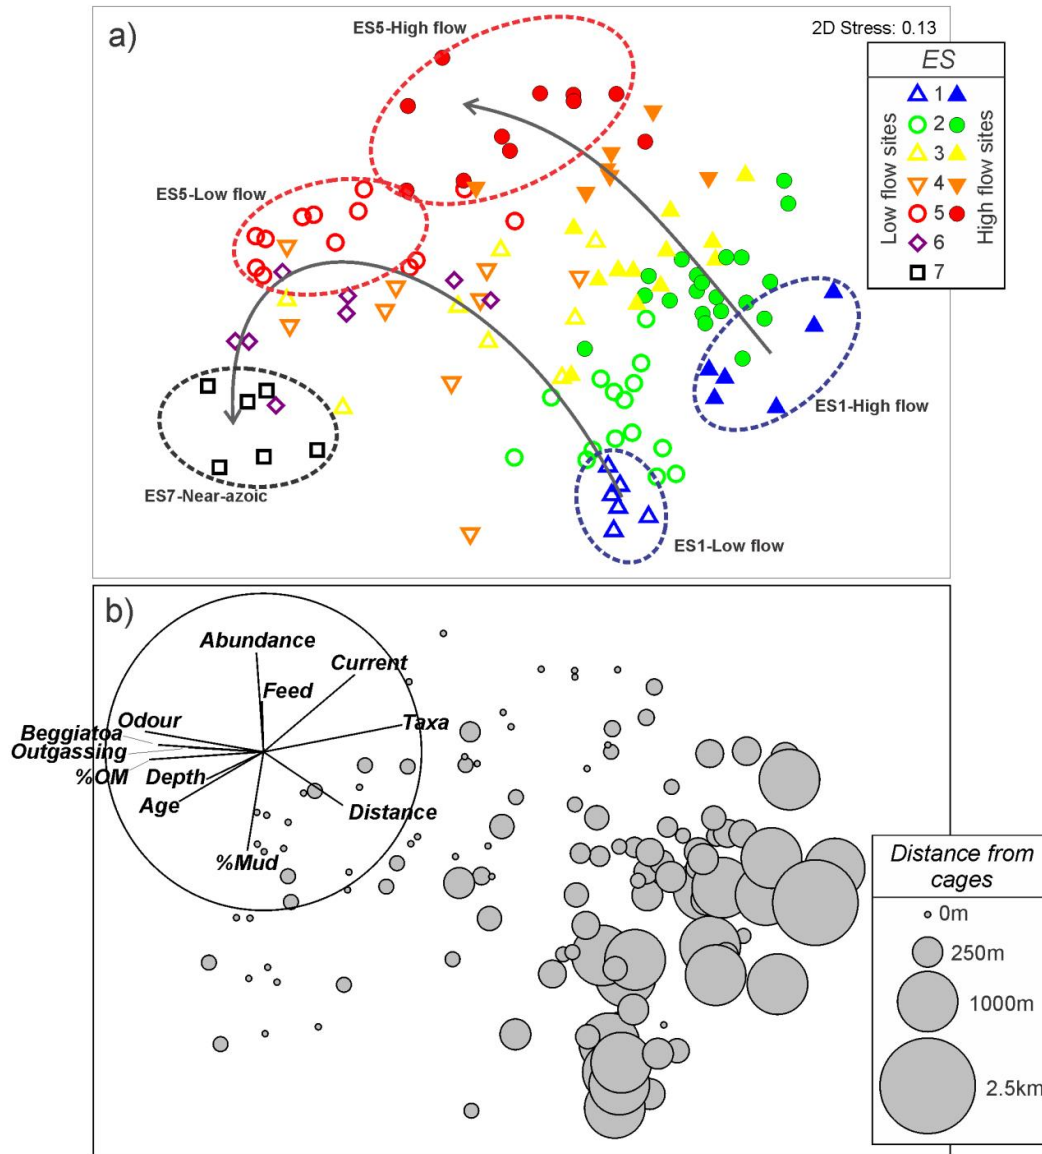 a)
ES5-High flow
2D Stress: 0.13
ES
Low flow sites
High flow sites
1
2
3
4
5
6
7
ES5-Low flow
ES1-High flow
ES7-Near-azoic
ES1-Low flow
b)
Abundance
Current
Feed
Taxa
Odour
Beggiatoa
Outgassing
%OM
Depth
Age
Distance
%Mud
Distance from
cages
0m
250m
1000m
2.5km